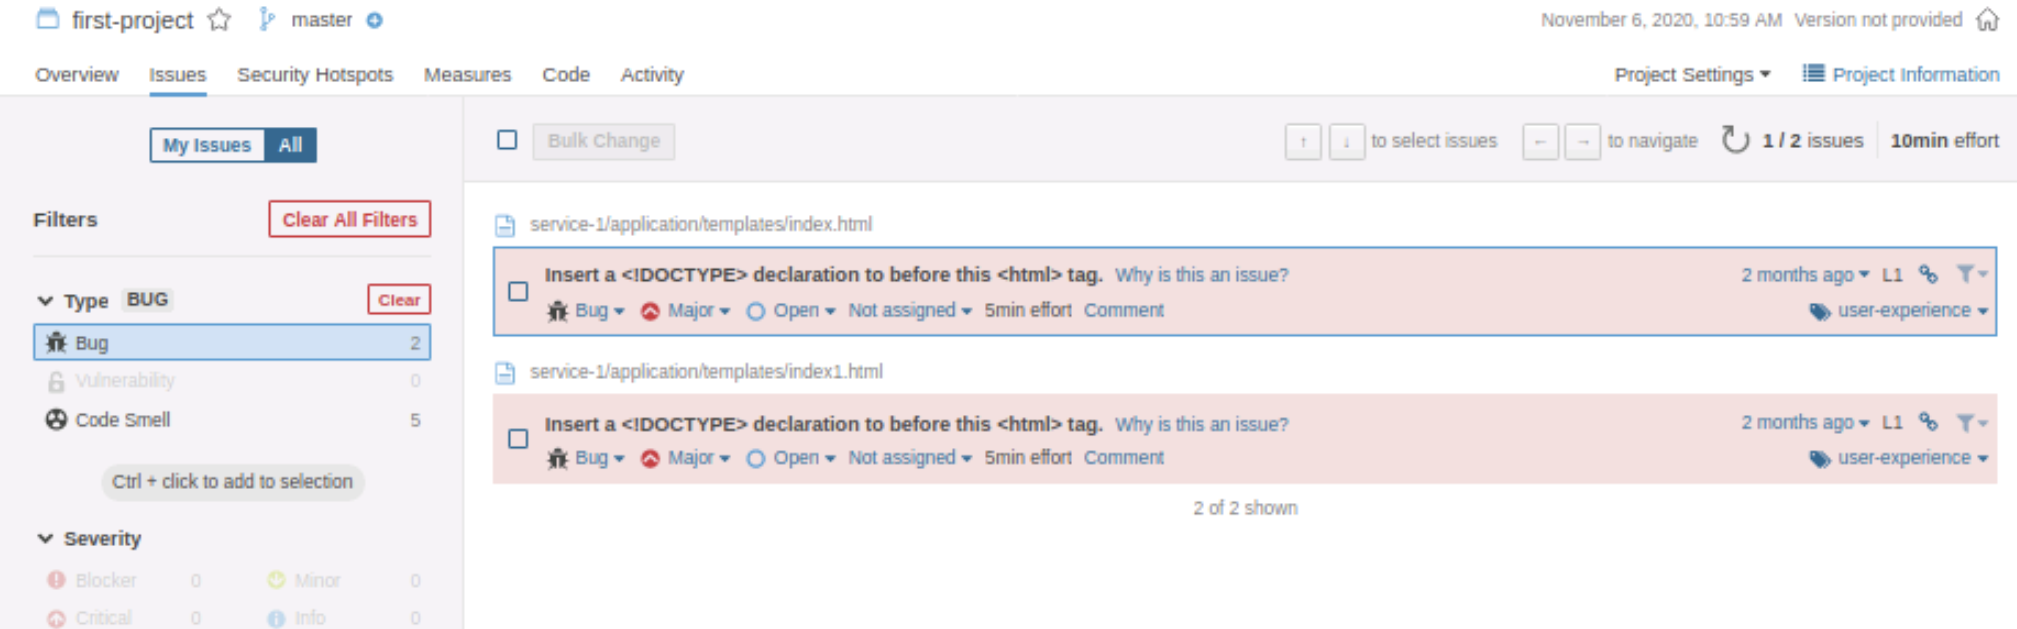 first-project master November 6, 2020, 10:59 AM Version not provided
Overview Issues Security Hotspots Measures Code Activity Project Settings Project Information
My Issues All
Bulk Change ↑ ↓ to select issues ← → to navigate 1 / 2 issues 10min effort
Filters Clear All Filters
Type BUG Clear
Bug 2
Vulnerability 0
Code Smell 5
Ctrl + click to add to selection
Severity
Blocker 0 Minor 0
Critical 0 Info 0
service-1/application/templates/index.html
Insert a <!DOCTYPE> declaration to before this <html> tag. Why is this an issue? 2 months ago L1
Bug Major Open Not assigned 5min effort Comment user-experience
service-1/application/templates/index1.html
Insert a <!DOCTYPE> declaration to before this <html> tag. Why is this an issue? 2 months ago L1
Bug Major Open Not assigned 5min effort Comment user-experience
2 of 2 shown